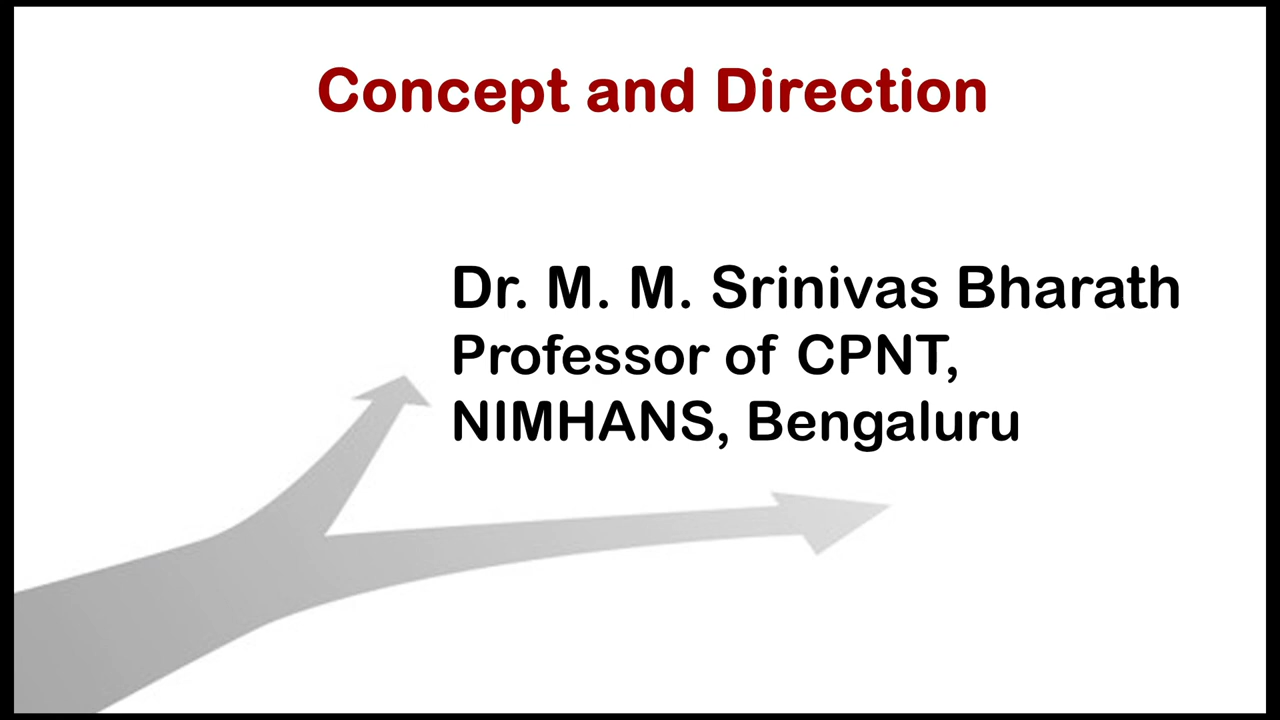 Concept and Direction
Dr. M. M. Srinivas Bharath
Professor of CPNT,
NIMHANS, Bengaluru